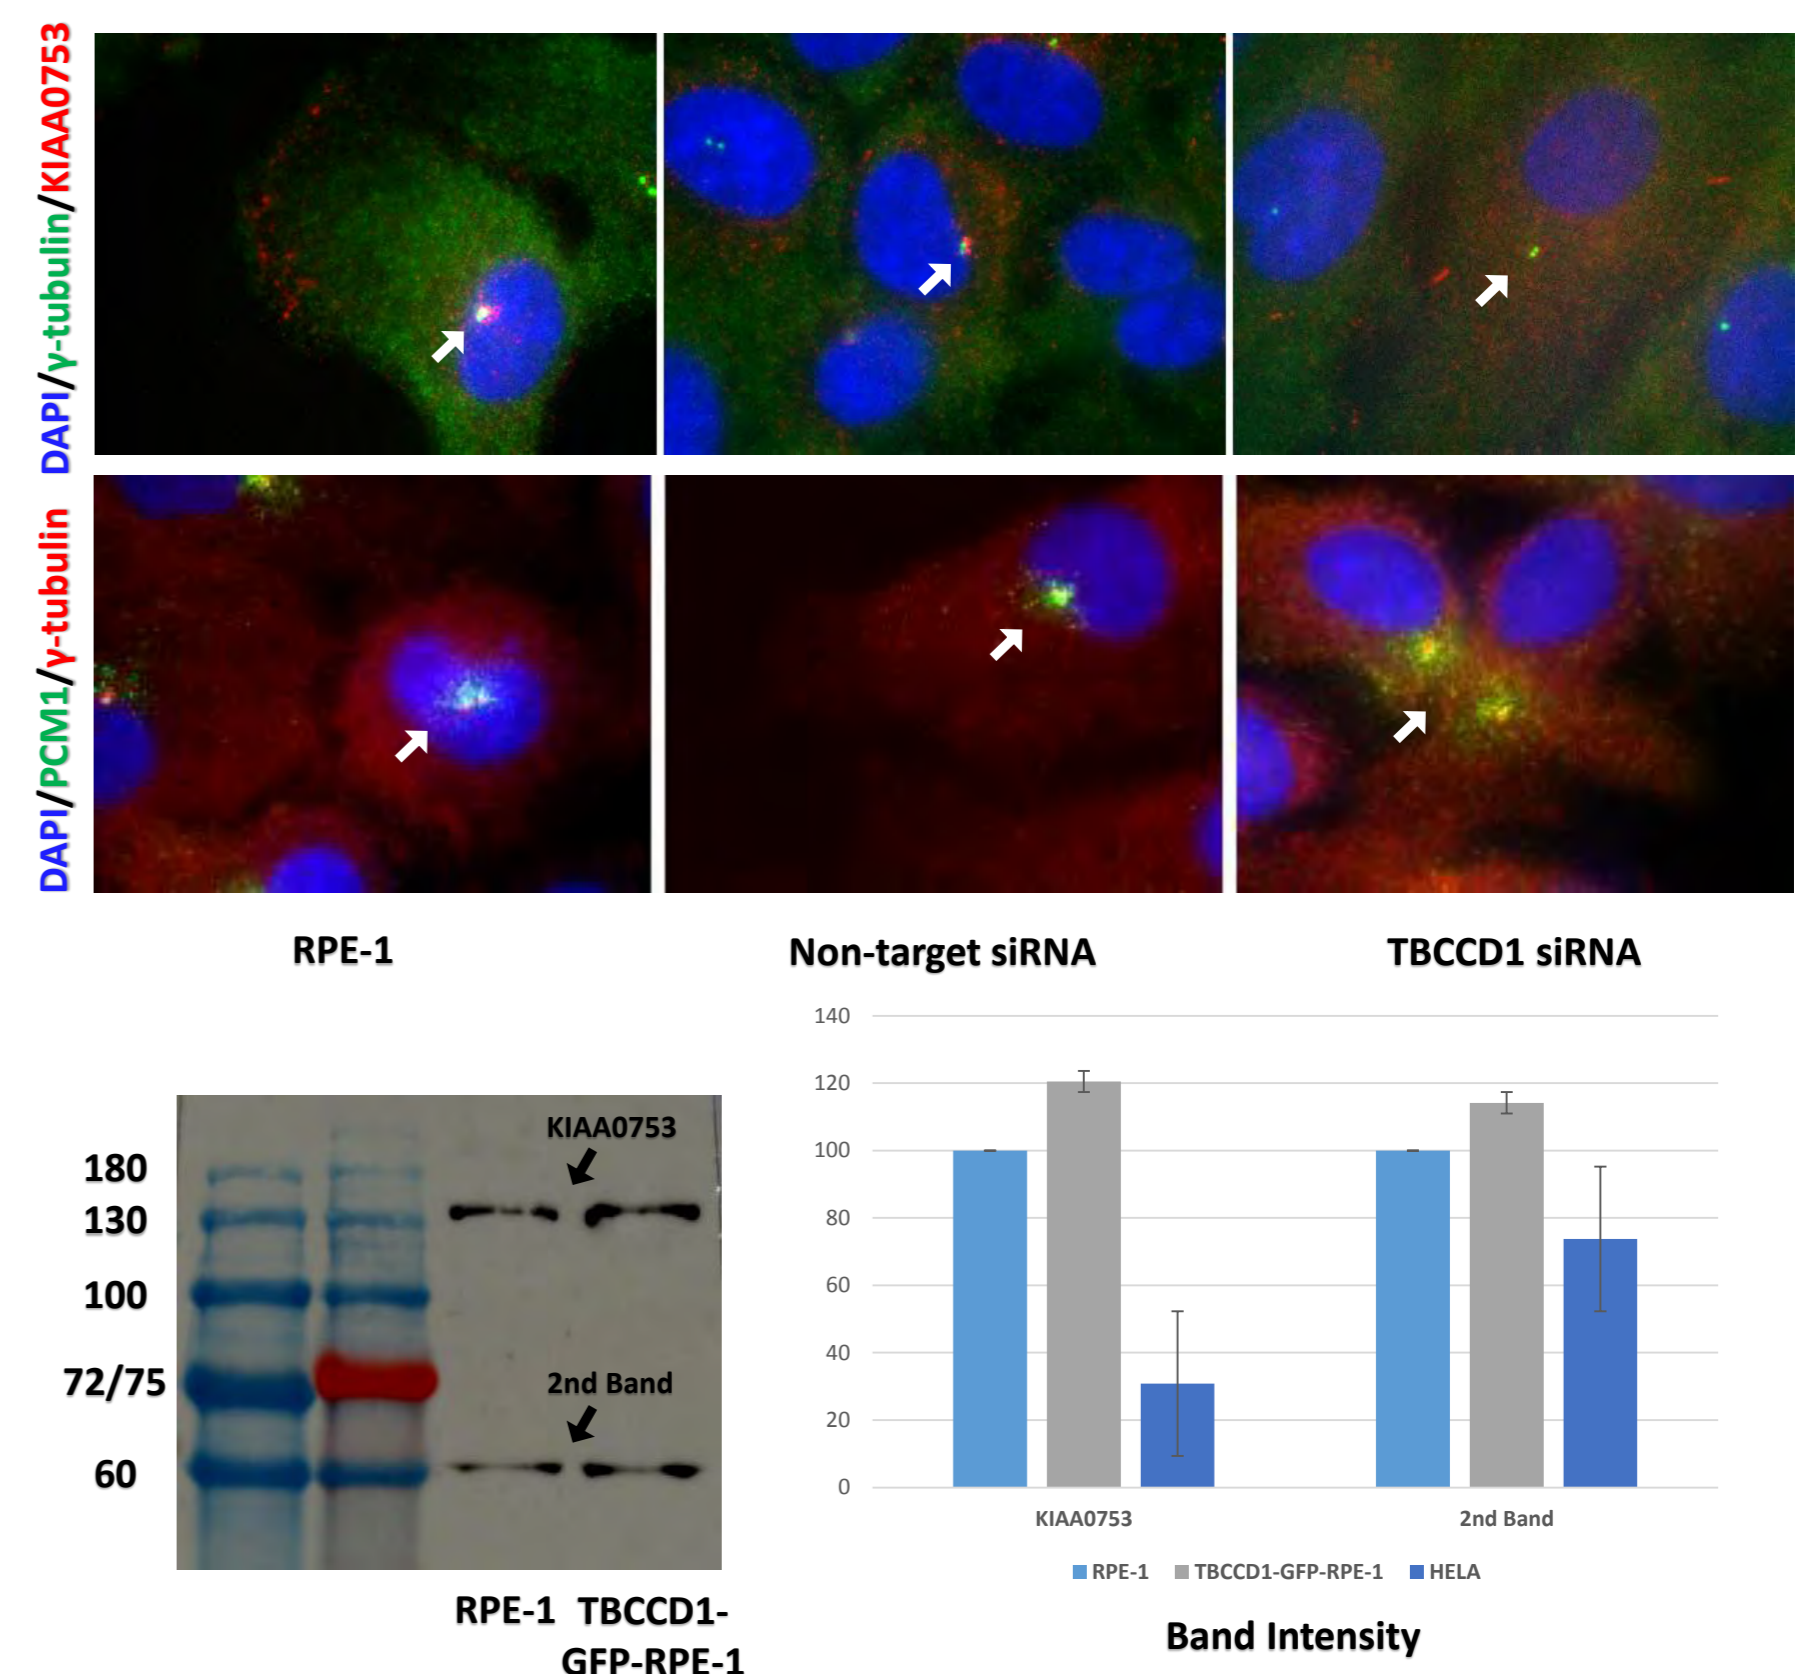 DAPI/γ-tubulin/KIAA0753
DAPI/PCM1/γ-tubulin
RPE-1
Non-target siRNA
TBCCD1 siRNA
KIAA0753
180
130
100
72/75
2nd Band
60
RPE-1
TBCCD1-
GFP-RPE-1
140
120
100
80
60
40
20
0
KIAA0753
2nd Band
RPE-1
TBCCD1-GFP-RPE-1
HELA
Band Intensity